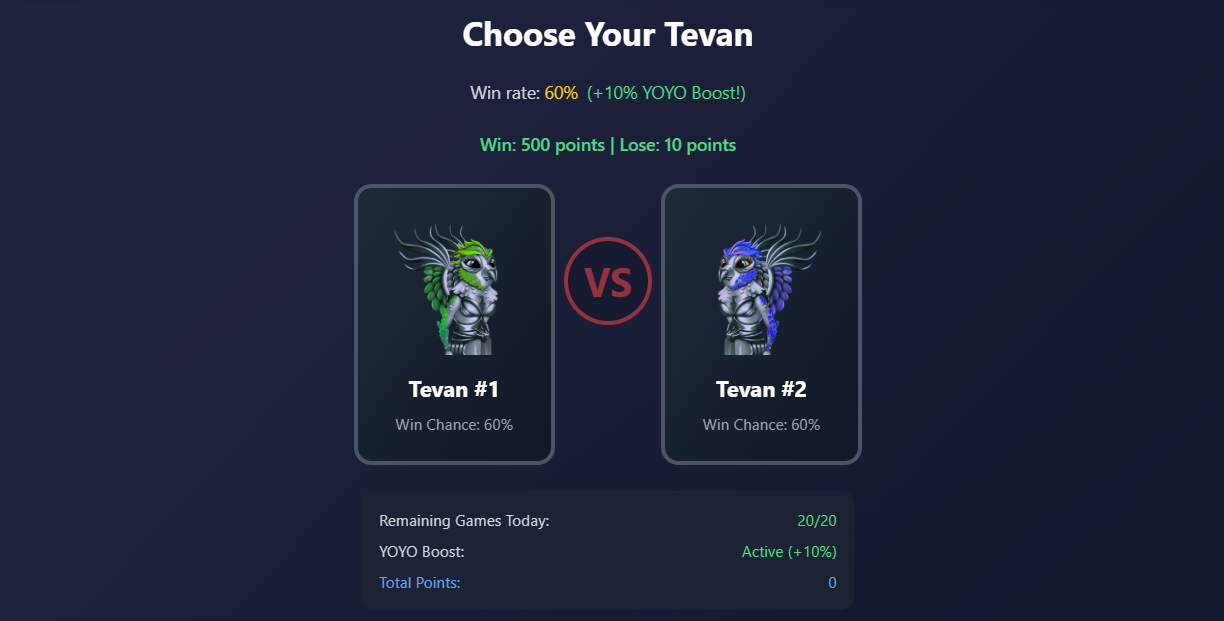 Choose Your Tevan
Win rate: 60% (+10% YOYO Boost!)
Win: 500 points | Lose: 10 points
VS
Tevan #1
Tevan #2
Win Chance: 60%
Win Chance: 60%
Remaining Games Today: 20/20
YOYO Boost: Active (+10%)
Total Points: 0